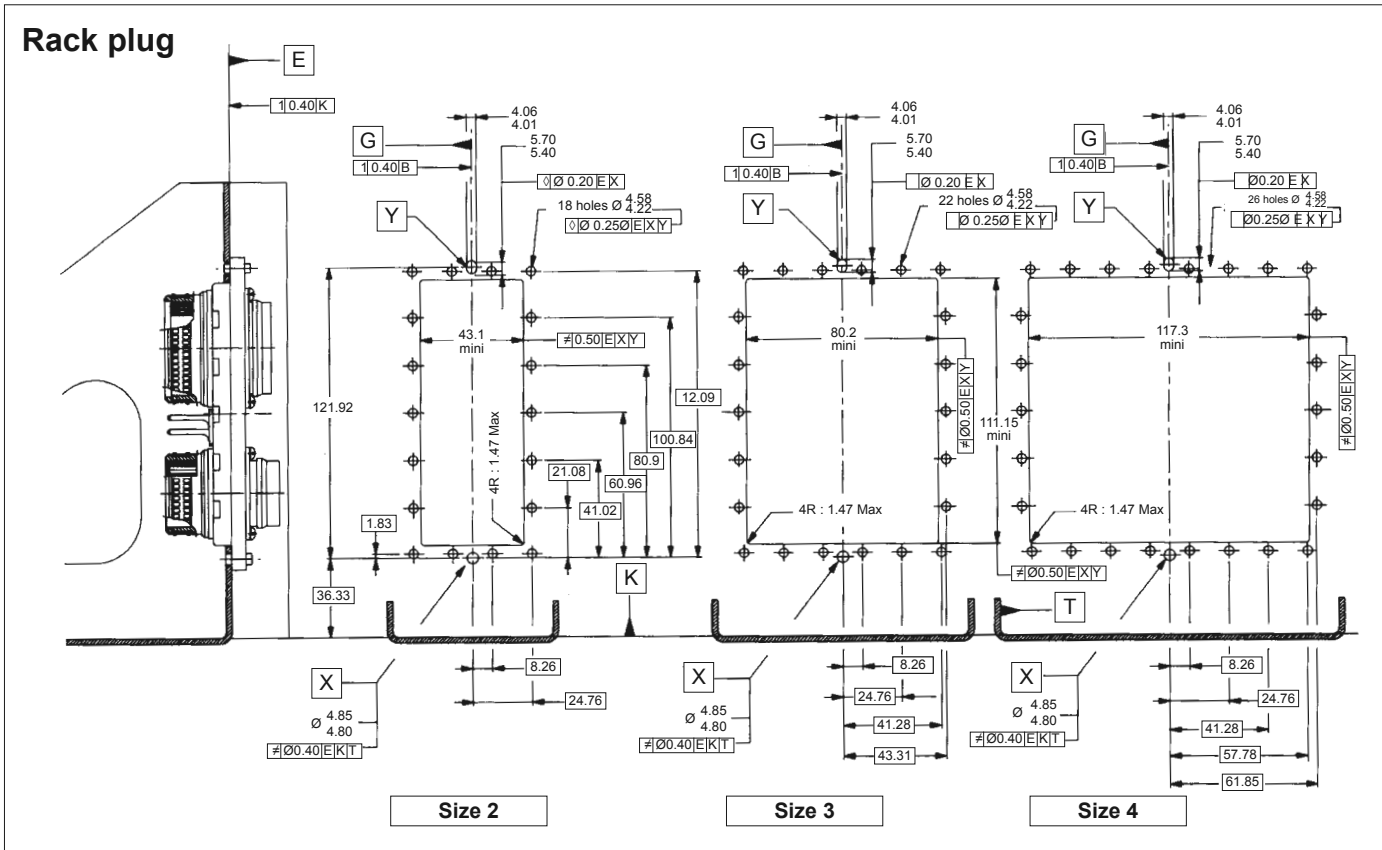 Rack plug
E
1 0.40 K
4.06
4.01
G
5.70
5.40
1 0.40 B
◊ Ø 0.20 E X
Y
18 holes Ø 4.58
4.22
◊ Ø 0.25Ø E X Y
43.1
mini
≠ 0.50 E X Y
121.92
12.09
100.84
80.9
60.96
41.02
21.08
4R : 1.47 Max
1.83
36.33
K
X
Ø 4.85
4.80
≠ Ø0.40 E K T
8.26
24.76
Size 2
4.06
4.01
G
5.70
5.40
1 0.40 B
Ø 0.20 E X
Y
22 holes Ø 4.58
4.22
Ø 0.25Ø E X Y
80.2
mini
≠ Ø0.50 E X Y
111.15
mini
4R : 1.47 Max
≠ Ø0.50 E X Y
X
Ø 4.85
4.80
≠ Ø0.40 E K T
8.26
24.76
41.28
43.31
Size 3
4.06
4.01
G
5.70
5.40
1 0.40 B
Ø0.20 E X
Y
26 holes Ø 4.58
4.22
Ø0.25Ø E X Y
117.3
mini
≠ Ø0.50 E X Y
4R : 1.47 Max
T
X
Ø 4.85
4.80
≠ Ø0.40 E K T
8.26
24.76
41.28
57.78
61.85
Size 4